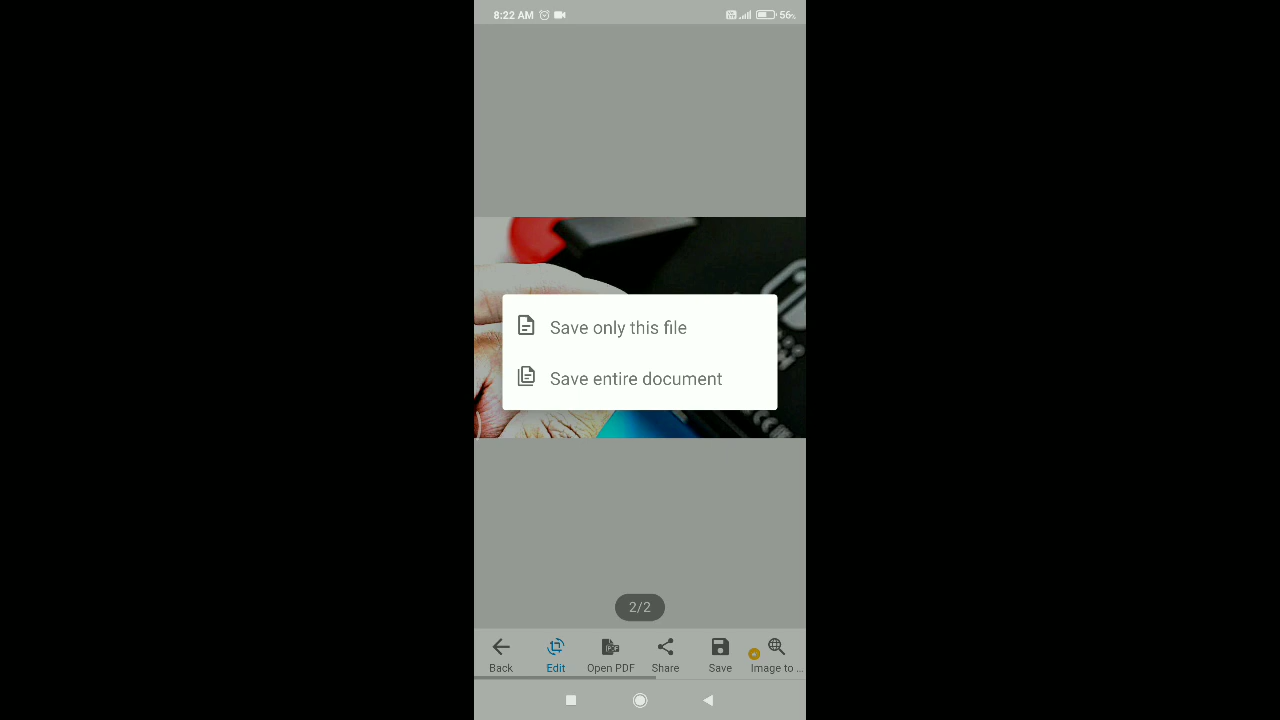 8:22 AM
56%
Save only this file
Save entire document
2/2
Back
Edit
Open PDF
Share
Save
Image to ...